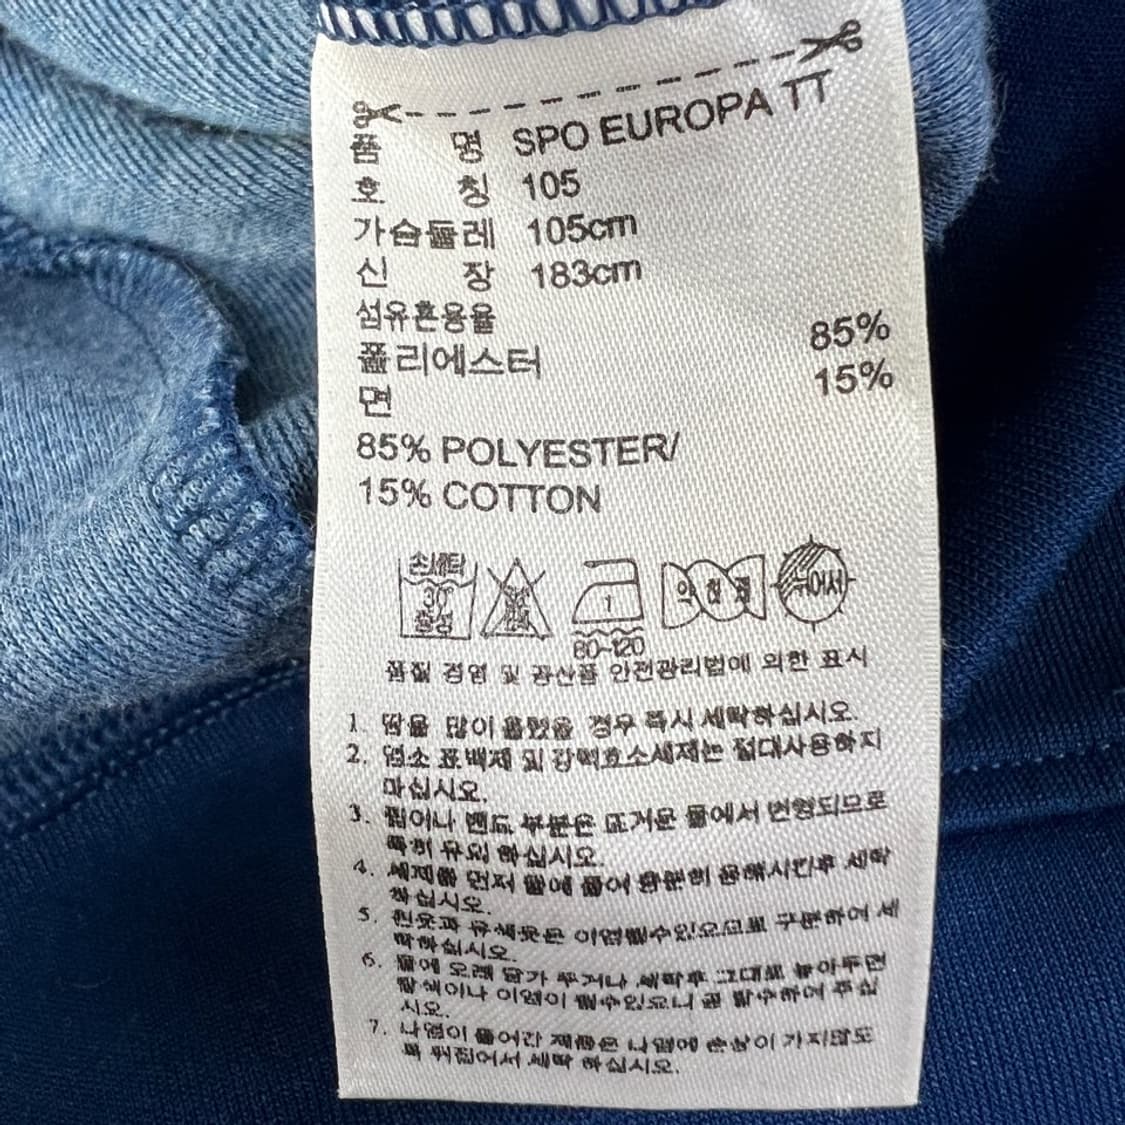 품 명 SPO EUROPA TT
호 칭 105
가슴둘레 105cm
신 장 183cm
섬유혼용율
폴리에스터 85%
면 15%
85% POLYESTER/
15% COTTON
손세탁
30°
중성
1
80~120
약하게
뉘어서
품질 경영 및 공산품 안전관리법에 의한 표시
1. 땀을 많이 흘렸을 경우 즉시 세탁하십시오.
2. 염소 표백제 및 강력효소세제는 절대사용하지
마십시오.
3. 립이나 밴드 부분은 뜨거운 물에서 변형되므로
특히 유의 하십시오.
4. 세제를 먼저 물에 풀어 충분히 용해시킨후 세탁
하십시오.
5. 흰옷과 유색옷은 이염될수있으므로 구분하여 세
탁하십시오.
6. 물에 오래 담가 두거나 세탁후 그대로 놓아두면
탈색이나 이염이 될수있으니 곧 탈수하여 주십
시오.
7. 나염이 들어간 제품은 나염에 손상이 가지않도
록 뒤집어서 세탁 하십시오.